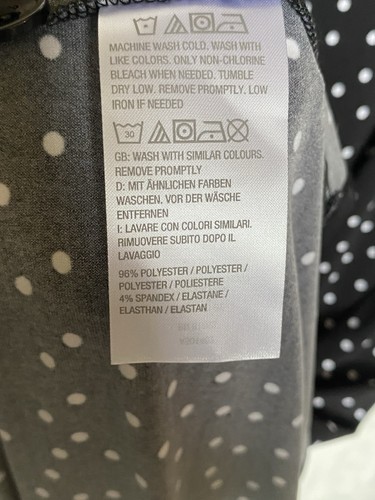 MACHINE WASH COLD. WASH WITH
LIKE COLORS. ONLY NON-CHLORINE
BLEACH WHEN NEEDED. TUMBLE
DRY LOW. REMOVE PROMPTLY. LOW
IRON IF NEEDED
30
GB: WASH WITH SIMILAR COLOURS.
REMOVE PROMPTLY
D: MIT ÄHNLICHEN FARBEN
WASCHEN. VOR DER WÄSCHE
ENTFERNEN
I: LAVARE CON COLORI SIMILARI.
RIMUOVERE SUBITO DOPO IL
LAVAGGIO
96% POLYESTER / POLYESTER /
POLYESTER / POLIESTERE
4% SPANDEX / ELASTANE /
ELASTHAN / ELASTAN